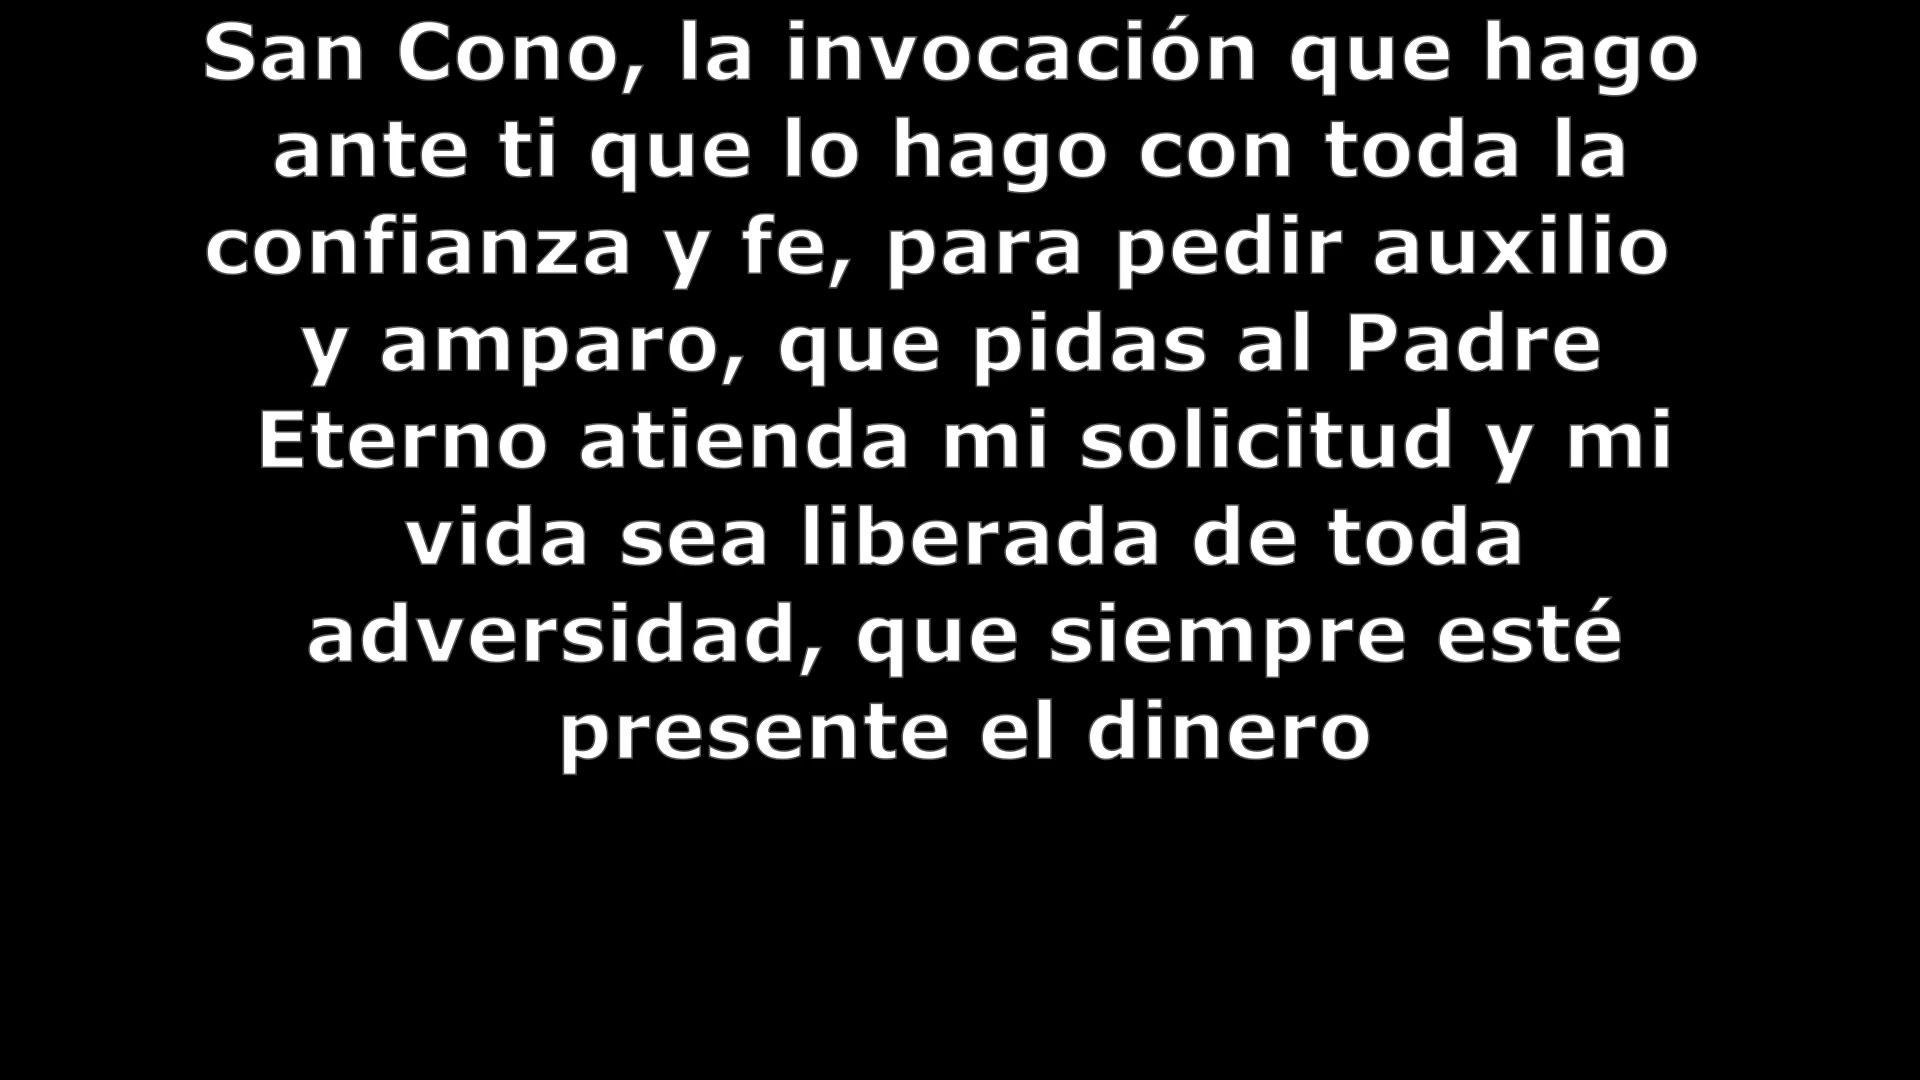 San Cono, la invocación que hago
ante ti que lo hago con toda la
confianza y fe, para pedir auxilio
y amparo, que pidas al Padre
Eterno atienda mi solicitud y mi
vida sea liberada de toda
adversidad, que siempre esté
presente el dinero